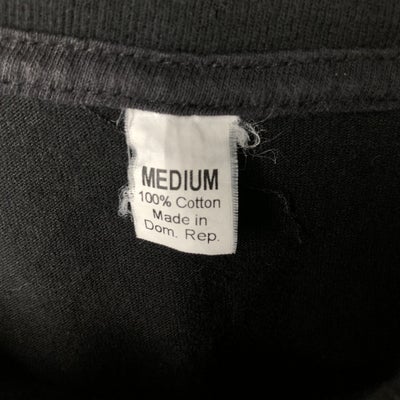 MEDIUM
100% Cotton
Made in
Dom. Rep.